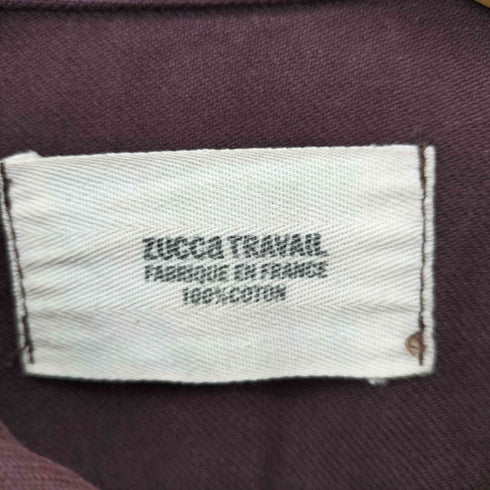 ZUCCa TRAVAIL
FABRIQUE EN FRANCE
100%COTON